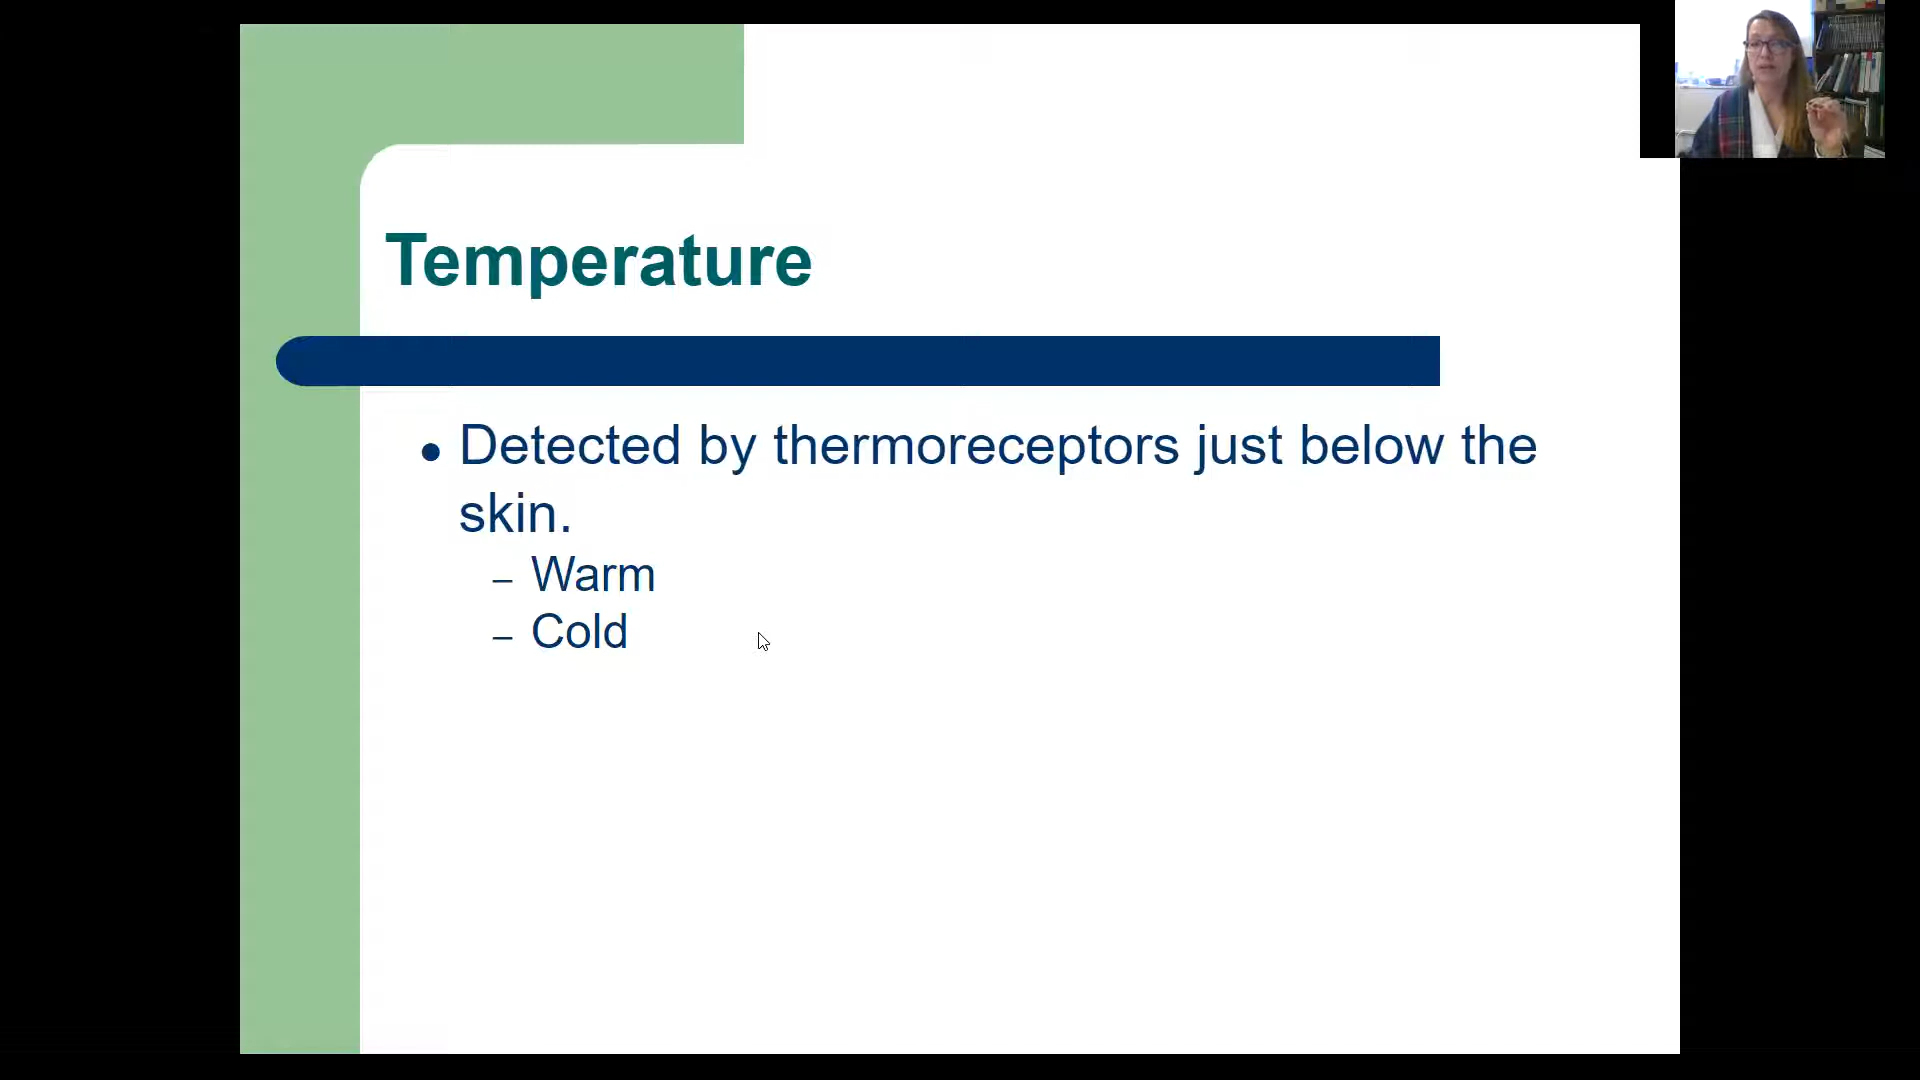 Temperature
● Detected by thermoreceptors just below the
skin.
– Warm
– Cold